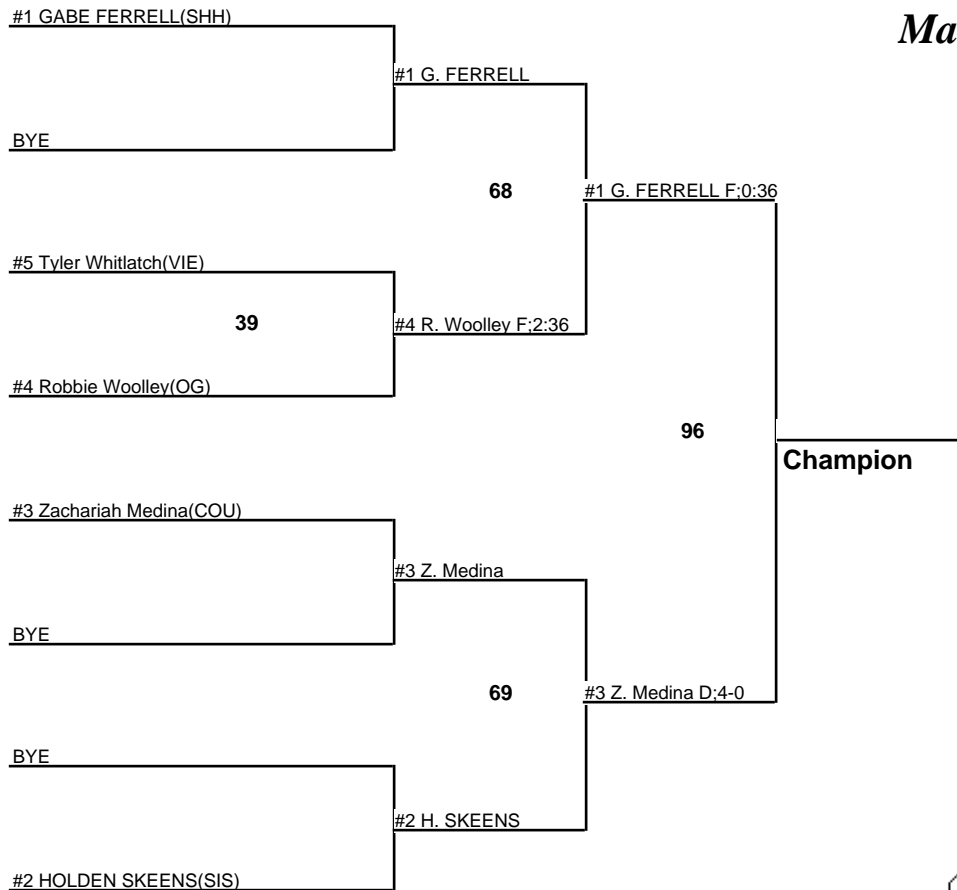 #1 GABE FERRELL(SHH)
Ma
#1 G. FERRELL
BYE
68
#1 G. FERRELL F;0:36
#5 Tyler Whitlatch(VIE)
39
#4 R. Woolley F;2:36
#4 Robbie Woolley(OG)
96
Champion
#3 Zachariah Medina(COU)
#3 Z. Medina
BYE
69
#3 Z. Medina D;4-0
BYE
#2 H. SKEENS
#2 HOLDEN SKEENS(SIS)